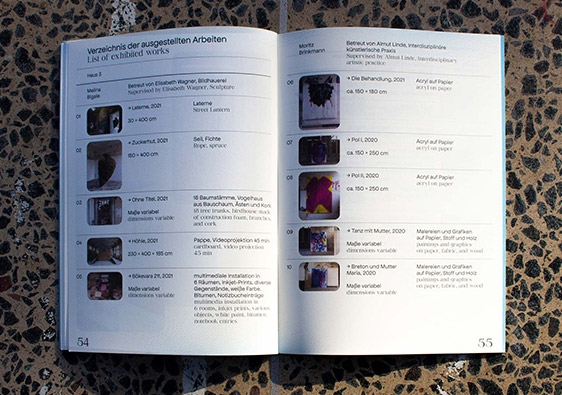 Verzeichnis der ausgestellten Arbeiten
List of exhibited works
Haus 3
Melina
Bigale
Betreut von Elisabeth Wagner, Bildhauerei
Supervised by Elisabeth Wagner, Sculpture
01
→ Laterne, 2021
30 × 400 cm
Laterne
Street Lantern
02
→ Zuckerhut, 2021
150 × 400 cm
Seil, Fichte
Rope, spruce
03
→ Ohne Titel, 2021
Maße variabel
dimensions variable
16 Baumstämme, Vogelhaus
aus Bauschaum, Ästen und Kork
16 tree trunks, birdhouse made
of construction foam, branches,
and cork
04
→ Höhle, 2021
230 × 400 × 185 cm
Pappe, Videoprojektion 45 min
cardboard, video projection
45 min
05
→ Bökevara 29, 2021
Maße variabel
dimensions variable
multimediale Installation in
6 Räumen, Inkjet-Prints, diverse
Gegenstände, weiße Farbe,
Bitumen, Notizbucheinträge
multimedia installation in
6 rooms, inkjet prints, various
objects, white paint, bitumen,
notebook entries
54
Moritz
Brinkmann
Betreut von Almut Linde, Interdisziplinäre
künstlerische Praxis
Supervised by Almut Linde, Interdisciplinary
artistic practice
06
→ Die Behandlung, 2021
ca. 150 × 180 cm
Acryl auf Papier
acryl on paper
07
→ Pol I, 2020
ca. 150 × 250 cm
Acryl auf Papier
acryl on paper
08
→ Pol II, 2020
ca. 150 × 250 cm
Acryl auf Papier
acryl on paper
09
→ Tanz mit Mutter, 2020
Maße variabel
dimensions variable
Malereien und Grafiken
auf Papier, Stoff und Holz
paintings and graphics
on paper, fabric, and wood
10
→ Breton und Mutter
Maria, 2020
Maße variabel
dimensions variable
Malereien und Grafiken
auf Papier, Stoff und Holz
paintings and graphics
on paper, fabric, and wood
55